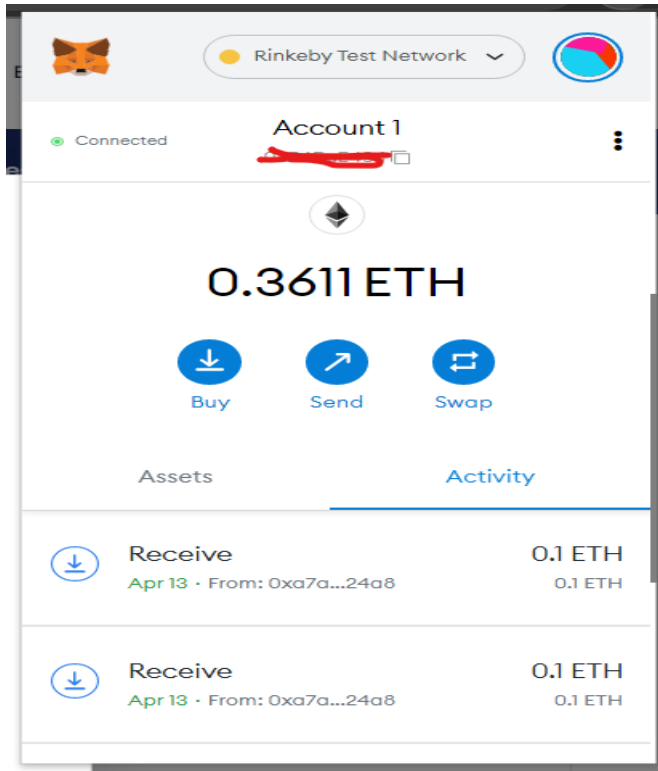 Rinkeby Test Network
Connected
Account 1
0.3611 ETH
Buy Send Swap
Assets Activity
Receive 0.1 ETH
Apr 13 · From: 0xa7a...24a8 0.1 ETH
Receive 0.1 ETH
Apr 13 · From: 0xa7a...24a8 0.1 ETH